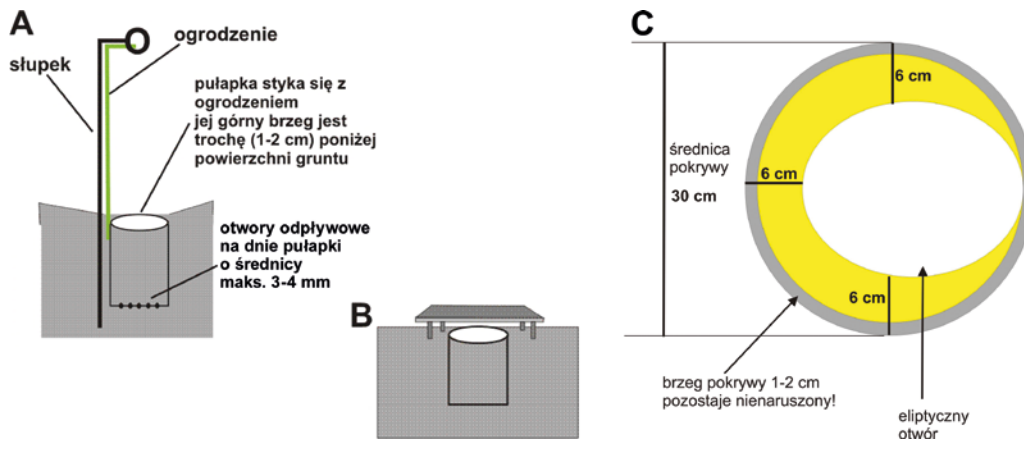 A
ogrodzenie
słupek
pułapka styka się z
ogrodzeniem
jej górny brzeg jest
trochę (1-2 cm) poniżej
powierzchni gruntu
otwory odpływowe
na dnie pułapki
o średnicy
maks. 3-4 mm
B
C
6 cm
średnica
pokrywy
30 cm
6 cm
6 cm
brzeg pokrywy 1-2 cm
pozostaje nienaruszony!
eliptyczny
otwór